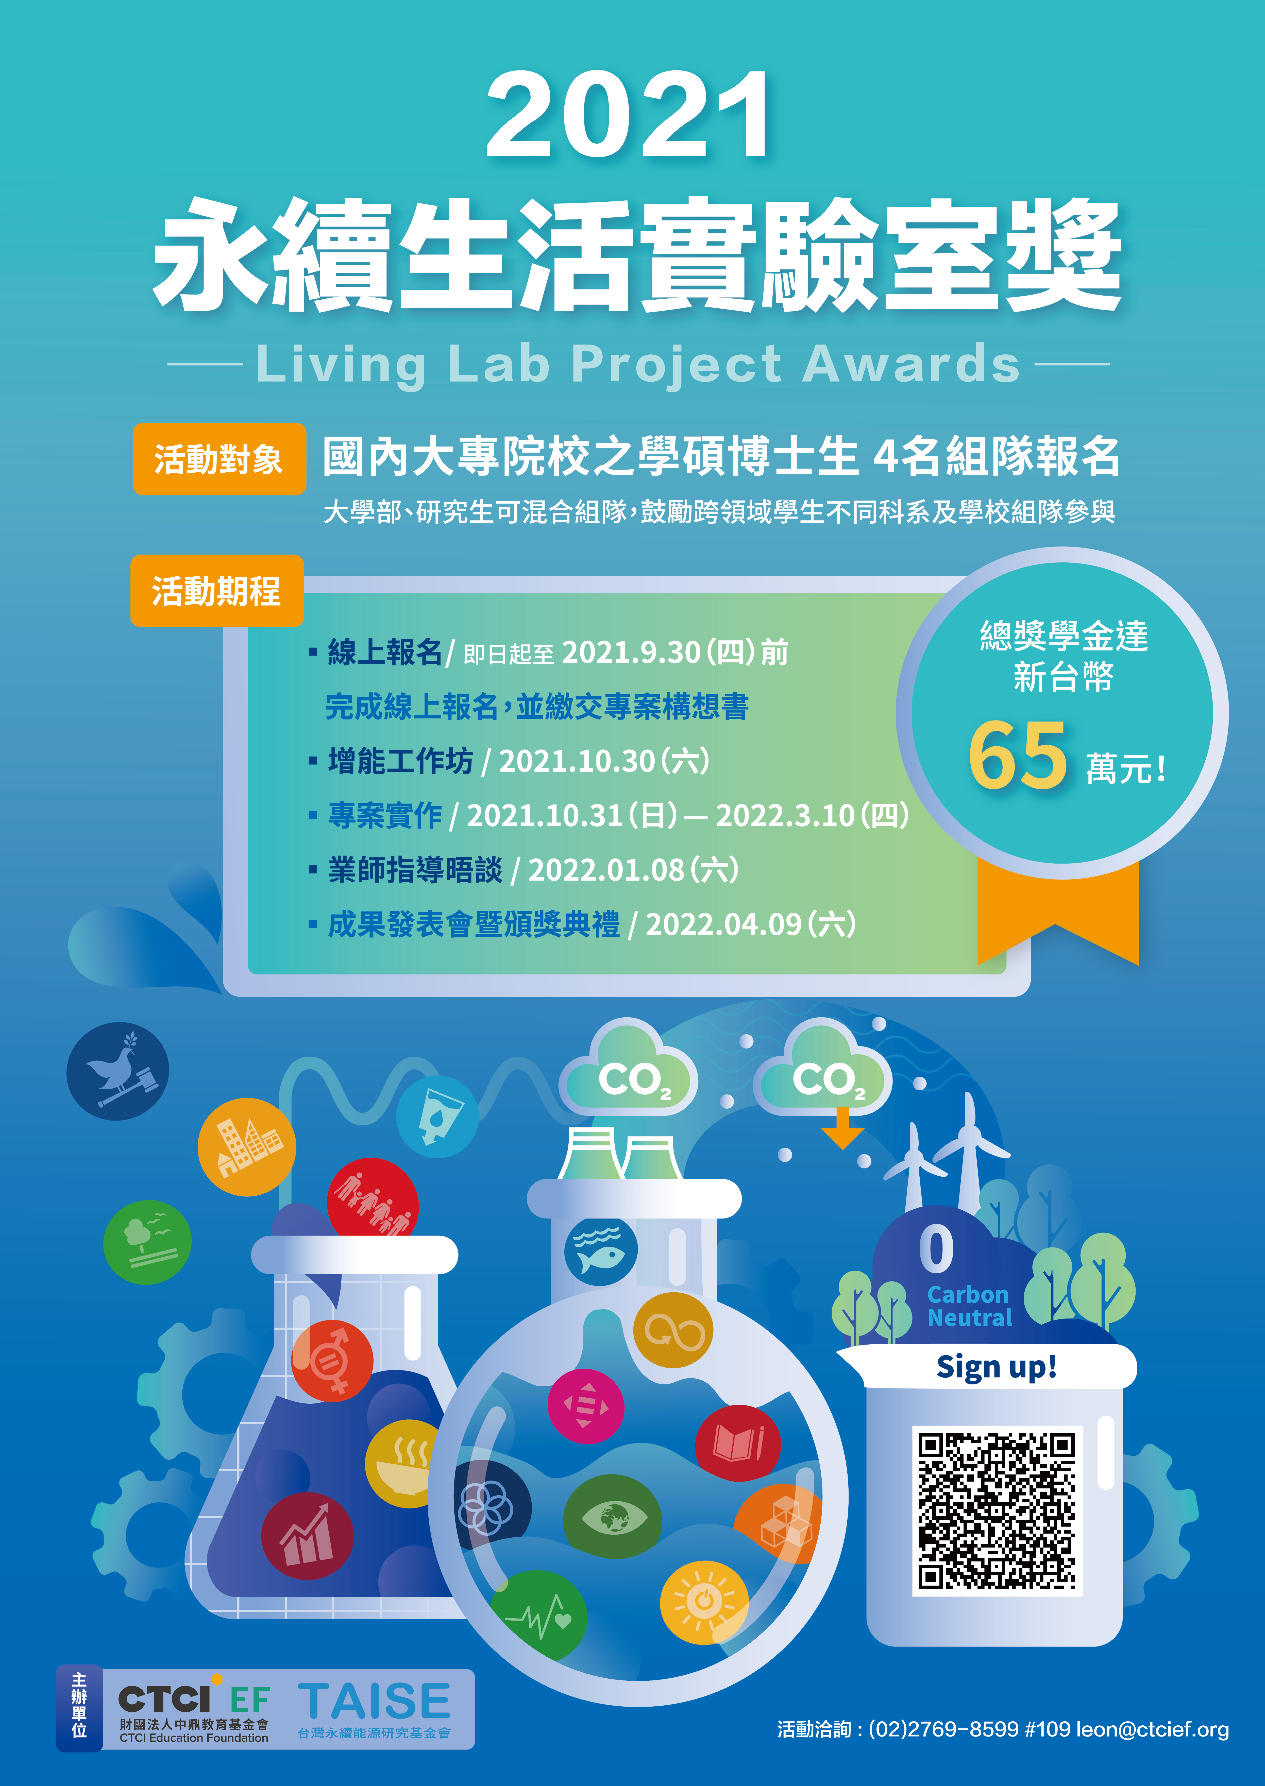 2021
永續生活實驗室獎
Living Lab Project Awards
活動對象
國內大專院校之學碩博士生 4名組隊報名
大學部、研究生可混合組隊，鼓勵跨領域學生不同科系及學校組隊參與
活動期程
▪ 線上報名/ 即日起至 2021.9.30（四）前
完成線上報名，並繳交專案構想書
▪ 增能工作坊 / 2021.10.30（六）
▪ 專案實作 / 2021.10.31（日）— 2022.3.10（四）
▪ 業師指導晤談 / 2022.01.08（六）
▪ 成果發表會暨頒獎典禮 / 2022.04.09（六）
總獎學金達
新台幣
65 萬元！
CO₂
CO₂
0
Carbon
Neutral
Sign up!
主辦單位
CTCI EF
財團法人中鼎教育基金會
CTCI Education Foundation
TAISE
台灣永續能源研究基金會
活動洽詢 : (02)2769-8599 #109 leon@ctcief.org